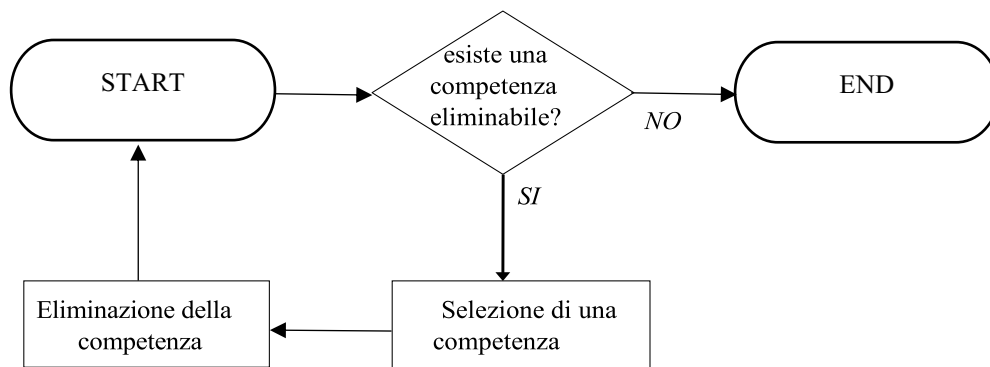 START
esiste una
competenza
eliminabile?
NO
END
SI
Eliminazione della
competenza
Selezione di una
competenza